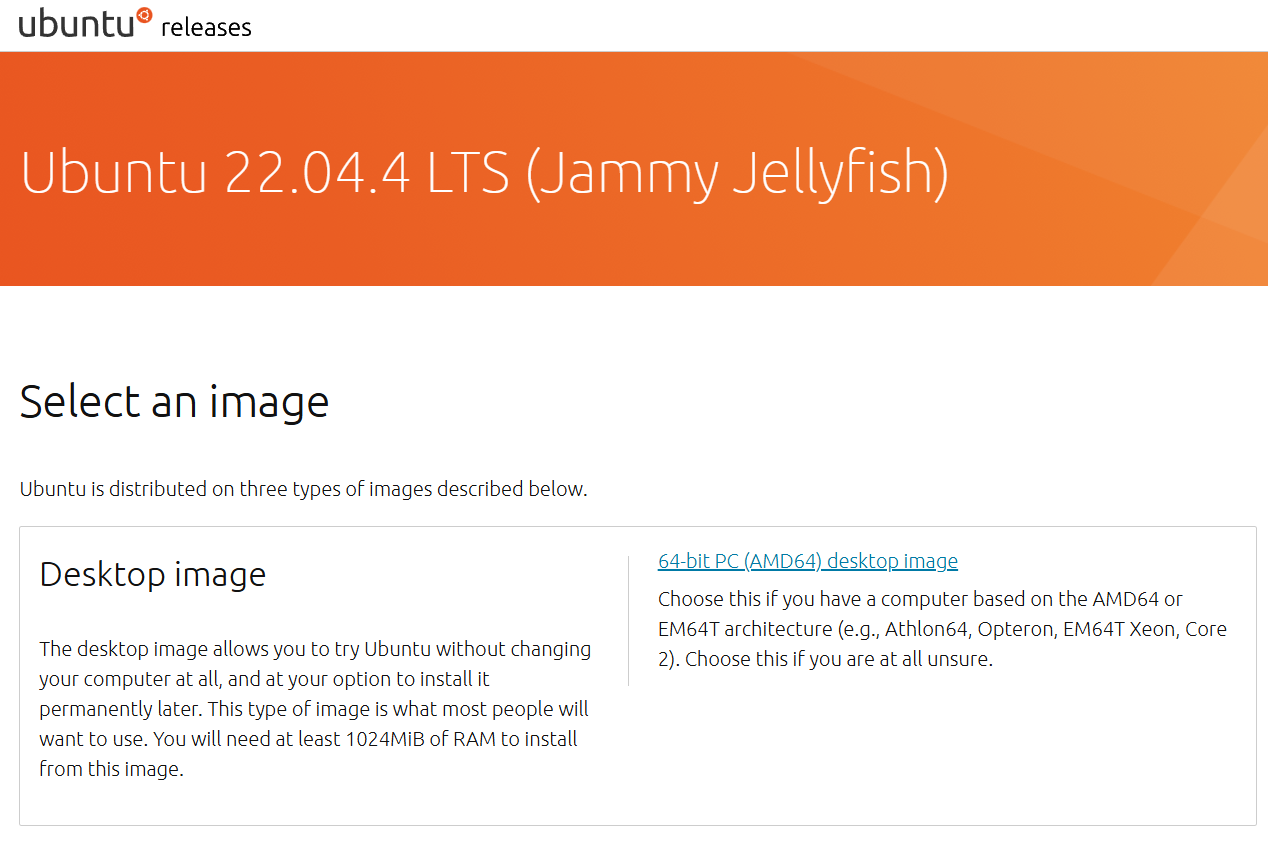 ubuntu releases
Ubuntu 22.04.4 LTS (Jammy Jellyfish)
Select an image
Ubuntu is distributed on three types of images described below.
Desktop image
The desktop image allows you to try Ubuntu without changing
your computer at all, and at your option to install it
permanently later. This type of image is what most people will
want to use. You will need at least 1024MiB of RAM to install
from this image.
64-bit PC (AMD64) desktop image
Choose this if you have a computer based on the AMD64 or
EM64T architecture (e.g., Athlon64, Opteron, EM64T Xeon, Core
2). Choose this if you are at all unsure.